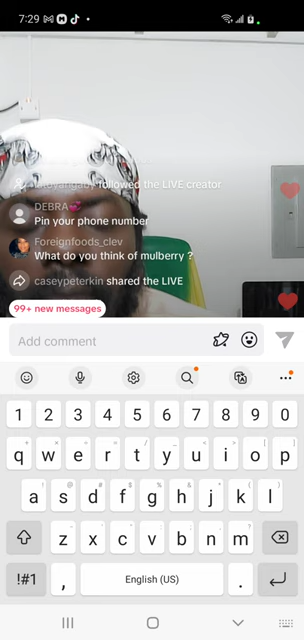 7:29
followed the LIVE creator
DEBRA💞
Pin your phone number
Foreignfoods_clev
What do you think of mulberry ?
caseypeterkin shared the LIVE
99+ new messages
Add comment
1 2 3 4 5 6 7 8 9 0
q w e r t y u i o p
a s d f g h j k l
z x c v b n m
!#1 , English (US) .